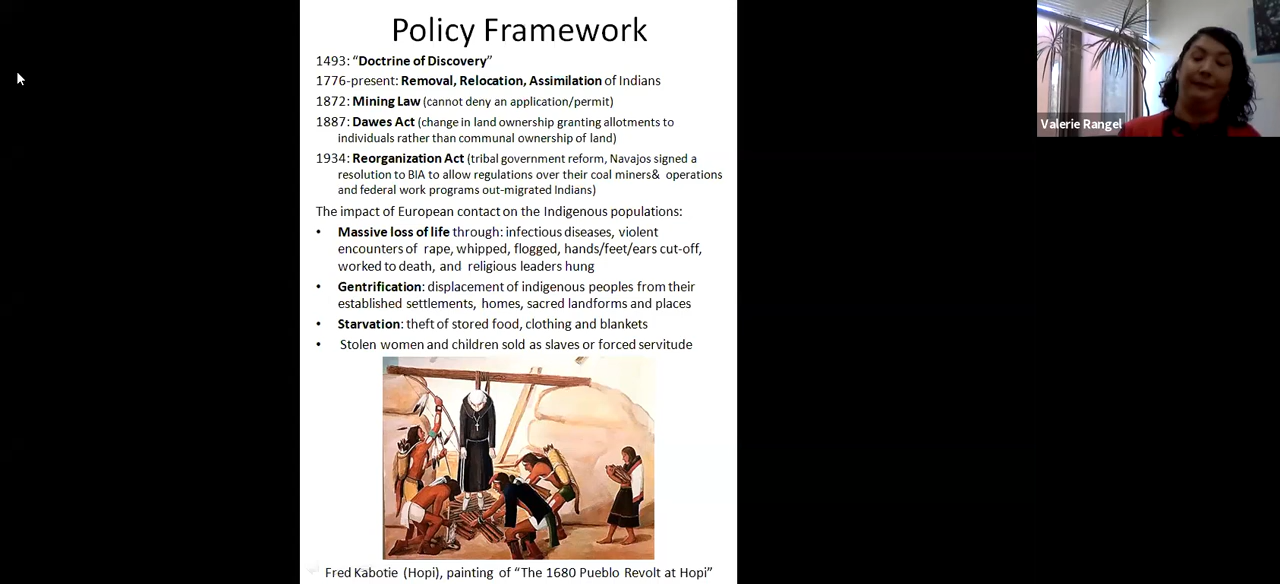 Policy Framework
1493: “Doctrine of Discovery”
1776-present: Removal, Relocation, Assimilation of Indians
1872: Mining Law (cannot deny an application/permit)
1887: Dawes Act (change in land ownership granting allotments to
individuals rather than communal ownership of land)
1934: Reorganization Act (tribal government reform, Navajos signed a
resolution to BIA to allow regulations over their coal miners& operations
and federal work programs out-migrated Indians)
The impact of European contact on the Indigenous populations:
• Massive loss of life through: infectious diseases, violent
encounters of rape, whipped, flogged, hands/feet/ears cut-off,
worked to death, and religious leaders hung
• Gentrification: displacement of indigenous peoples from their
established settlements, homes, sacred landforms and places
• Starvation: theft of stored food, clothing and blankets
• Stolen women and children sold as slaves or forced servitude
Fred Kabotie (Hopi), painting of “The 1680 Pueblo Revolt at Hopi”
Valerie Rangel